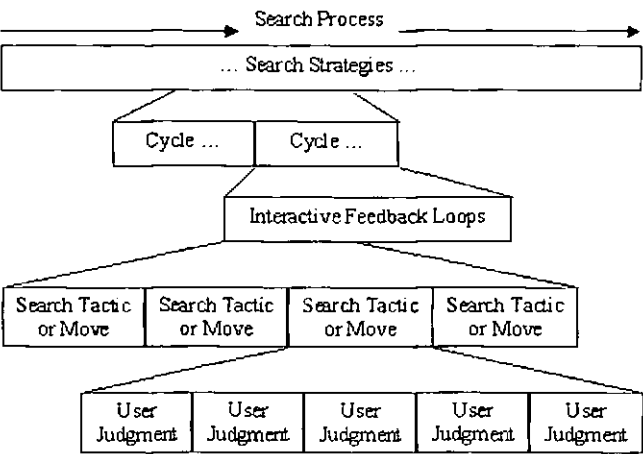 Search Process
... Search Strategies ...
Cycle ... Cycle ...
Interactive Feedback Loops
Search Tactic Search Tactic Search Tactic Search Tactic
or Move or Move or Move or Move
User User User User User
Judgment Judgment Judgment Judgment Judgment